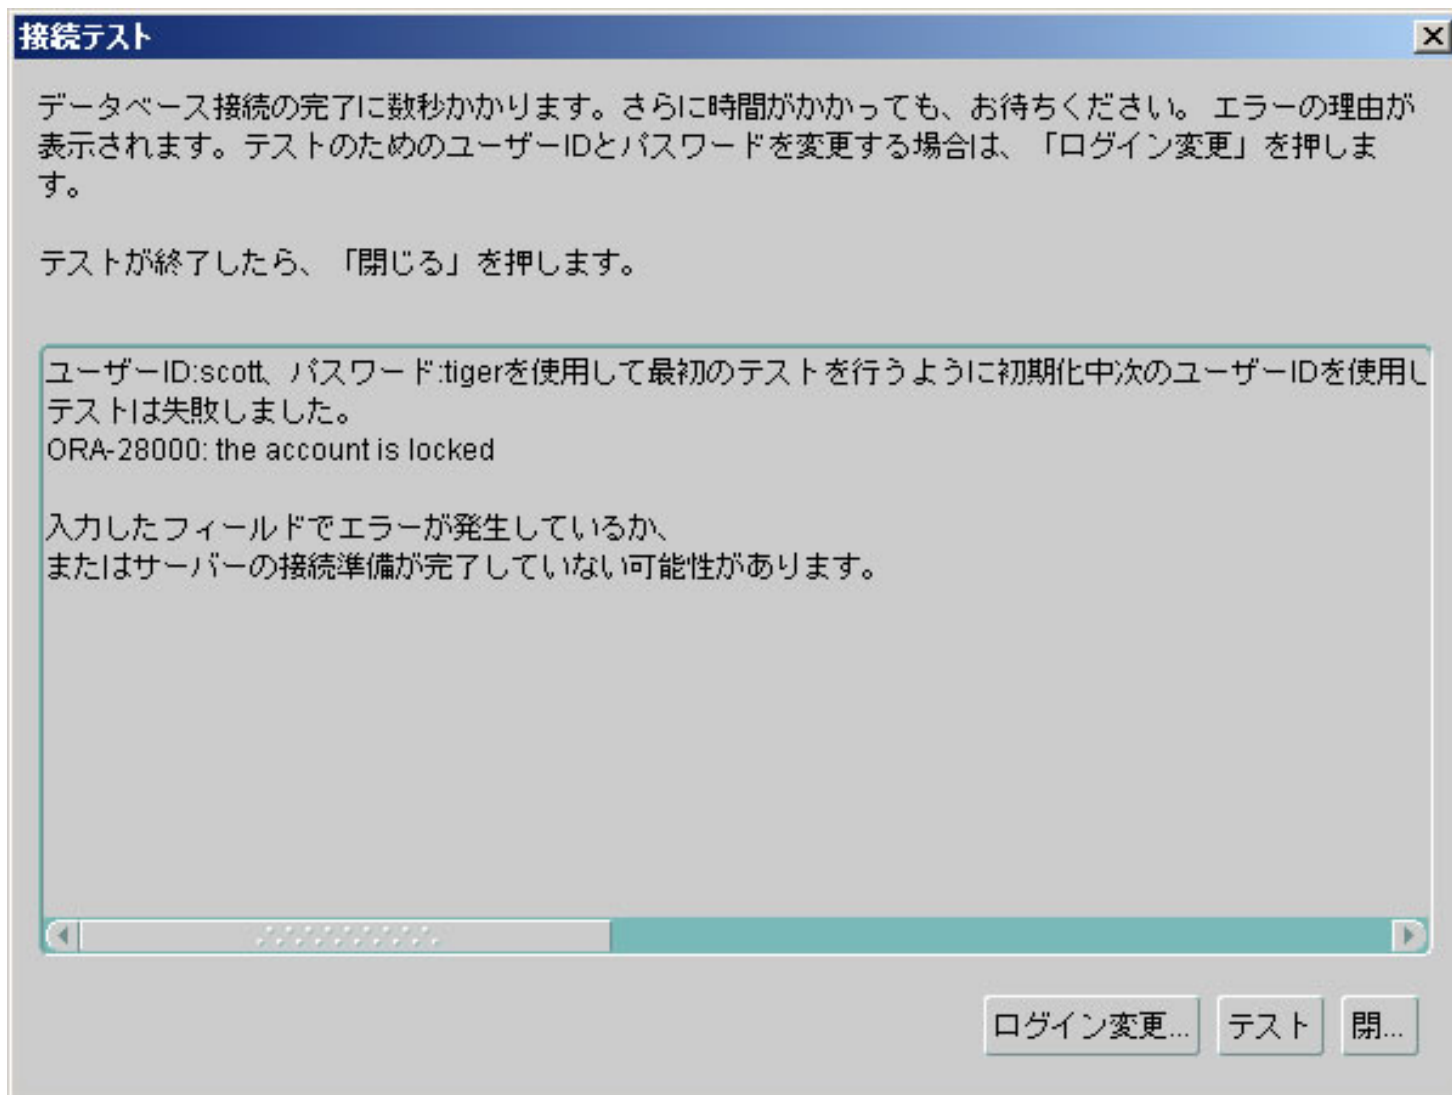 接続テスト
データベース接続の完了に数秒かかります。さらに時間がかかっても、お待ちください。 エラーの理由が
表示されます。テストのためのユーザーIDとパスワードを変更する場合は、「ログイン変更」を押しま
す。
テストが終了したら、「閉じる」を押します。
ユーザーID:scott、パスワード:tigerを使用して最初のテストを行うように初期化中次のユーザーIDを使用し
テストは失敗しました。
ORA-28000: the account is locked
入力したフィールドでエラーが発生しているか、
またはサーバーの接続準備が完了していない可能性があります。
ログイン変更... テスト 閉...